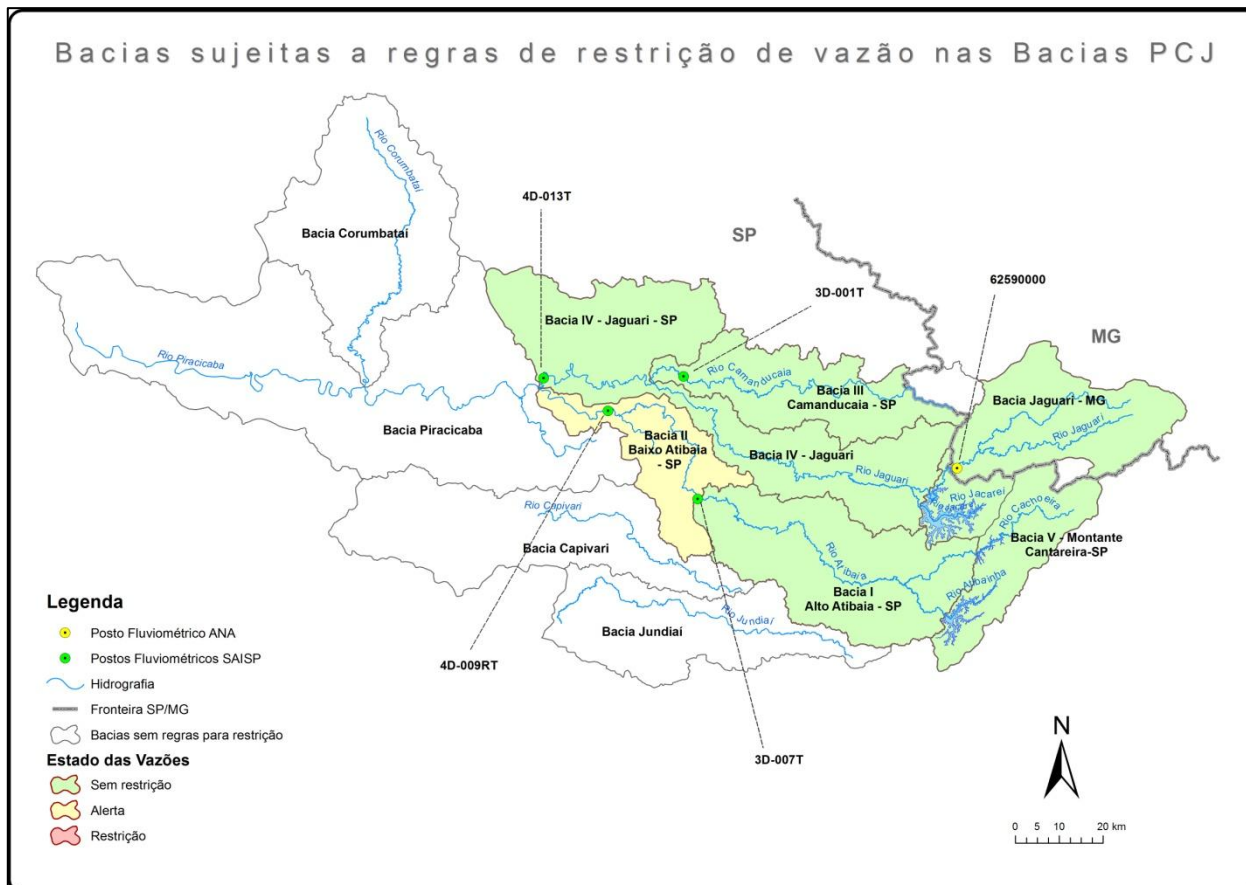 Bacias sujeitas a regras de restrição de vazão nas Bacias PCJ
Rio Corumbataí
Bacia Corumbataí
4D-013T
SP
3D-001T
62590000
MG
Bacia IV - Jaguari - SP
Rio Piracicaba
Rio Camanducaia
Bacia III
Camanducaia - SP
Bacia Jaguari - MG
Rio Jaguari
Bacia Piracicaba
Bacia II
Baixo Atibaia
- SP
Bacia IV - Jaguari
Rio Jaguari
Rio Jacareí
Rio Cachoeira
Rio Capivari
Bacia V - Montante
Cantareira-SP
Bacia Capivari
Rio Atibaia
Rio Atibainha
Bacia I
Alto Atibaia - SP
Rio Jundiaí
Bacia Jundiaí
4D-009RT
3D-007T
Legenda
Posto Fluviométrico ANA
Postos Fluviométricos SAISP
Hidrografia
Fronteira SP/MG
Bacias sem regras para restrição
Estado das Vazões
Sem restrição
Alerta
Restrição
N
0 5 10 20 km